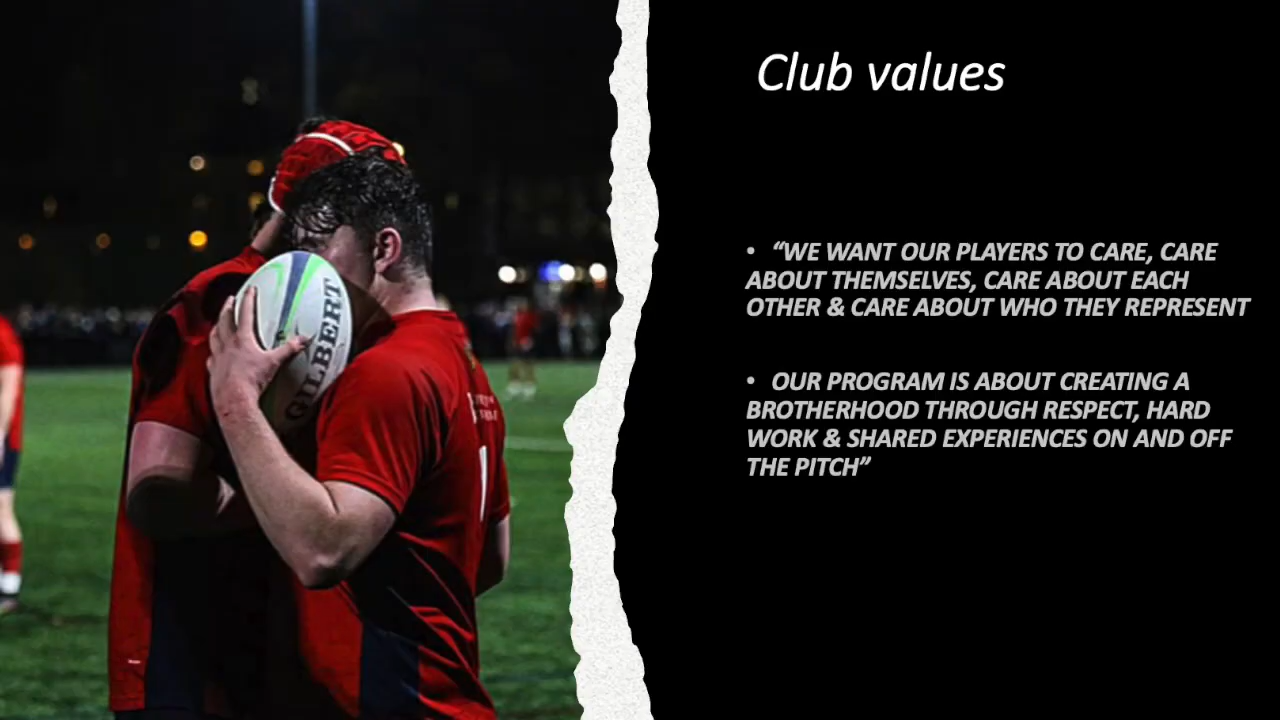 Club values
• “WE WANT OUR PLAYERS TO CARE, CARE
ABOUT THEMSELVES, CARE ABOUT EACH
OTHER & CARE ABOUT WHO THEY REPRESENT
• OUR PROGRAM IS ABOUT CREATING A
BROTHERHOOD THROUGH RESPECT, HARD
WORK & SHARED EXPERIENCES ON AND OFF
THE PITCH”
GILBERT